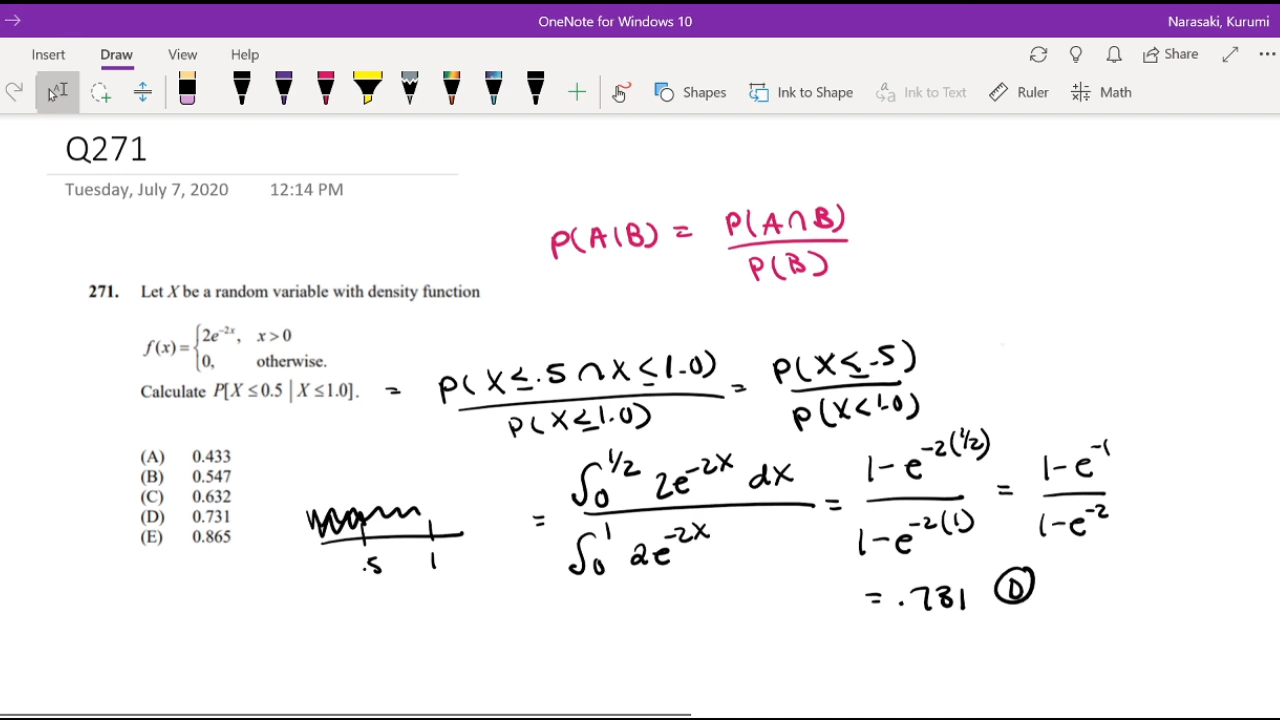 OneNote for Windows 10
Narasaki, Kurumi
Insert Draw View Help
Share
Shapes Ink to Shape Ink to Text Ruler Math
Q271
Tuesday, July 7, 2020 12:14 PM
P(A|B) = P(A∩B) / P(B)
271. Let X be a random variable with density function
f(x) = {2e^{-2x}, x > 0
0, otherwise.
Calculate P[X ≤ 0.5 | X ≤ 1.0]. = P(X ≤ .5 ∩ X ≤ 1.0) / P(X ≤ 1.0) = P(X ≤ .5) / P(X < 1.0)
(A) 0.433
(B) 0.547
(C) 0.632
(D) 0.731
(E) 0.865
.5 1
= ∫_0^{1/2} 2e^{-2x} dx / ∫_0^1 2e^{-2x} = 1-e^{-2(1/2)} / 1-e^{-2(1)} = 1-e^{-1} / 1-e^{-2}
= .781 D